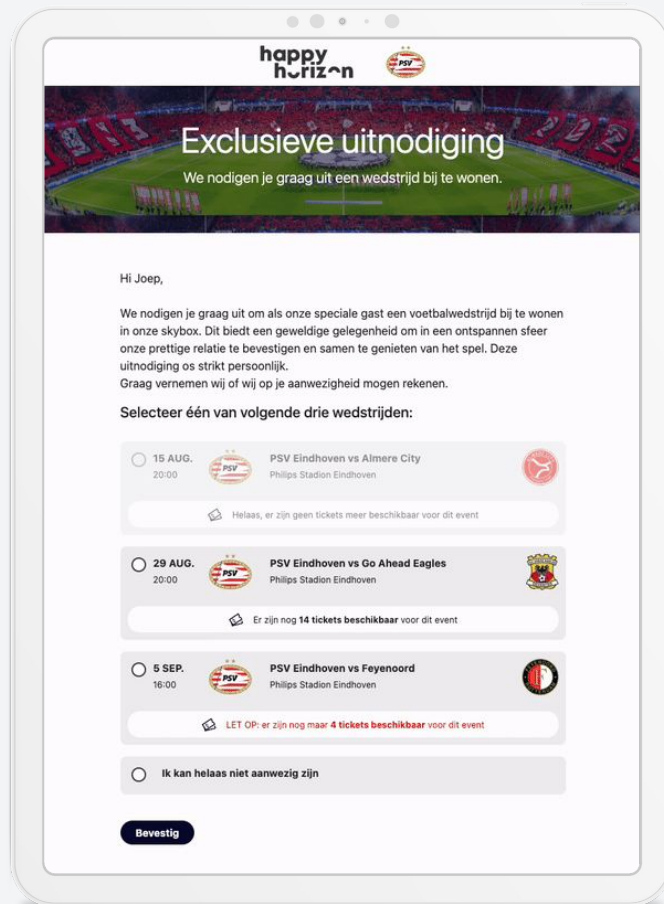 happy
horizon
PSV
Exclusieve uitnodiging
We nodigen je graag uit een wedstrijd bij te wonen.
Hi Joep,
We nodigen je graag uit om als onze speciale gast een voetbalwedstrijd bij te wonen
in onze skybox. Dit biedt een geweldige gelegenheid om in een ontspannen sfeer
onze prettige relatie te bevestigen en samen te genieten van het spel. Deze
uitnodiging os strikt persoonlijk.
Graag vernemen wij of wij op je aanwezigheid mogen rekenen.
Selecteer één van volgende drie wedstrijden:
15 AUG. PSV PSV Eindhoven vs Almere City
20:00 Philips Stadion Eindhoven
Helaas, er zijn geen tickets meer beschikbaar voor dit event
29 AUG. PSV PSV Eindhoven vs Go Ahead Eagles
20:00 Philips Stadion Eindhoven
Er zijn nog 14 tickets beschikbaar voor dit event
5 SEP. PSV PSV Eindhoven vs Feyenoord
16:00 Philips Stadion Eindhoven
LET OP: er zijn nog maar 4 tickets beschikbaar voor dit event
Ik kan helaas niet aanwezig zijn
Bevestig